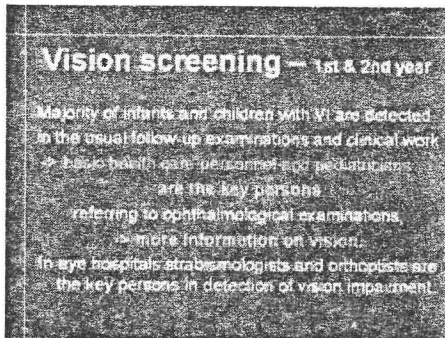 Vision screening – 1st & 2nd year
Majority of infants and children with VI are detected
in the usual follow-up examinations and clinical work
-> basic health care personnel and pediatricians
are the key persons
referring to ophthalmological examinations,
-> more information on vision.
In eye hospitals strabismologists and orthoptists are
the key persons in detection of vision impairment